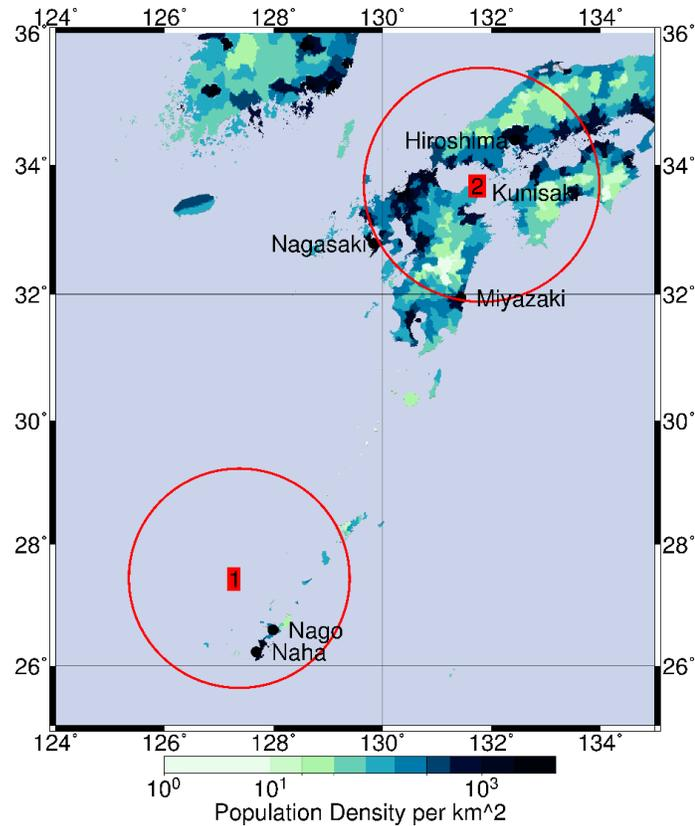 124˚ 126˚ 128˚ 130˚ 132˚ 134˚
36˚ 36˚
Hiroshima
34˚ 34˚
2 Kunisaki
Nagasaki
32˚ Miyazaki 32˚
30˚ 30˚
28˚ 28˚
1
Nago
Naha
26˚ 26˚
124˚ 126˚ 128˚ 130˚ 132˚ 134˚
10^0 10^1 10^3
Population Density per km^2